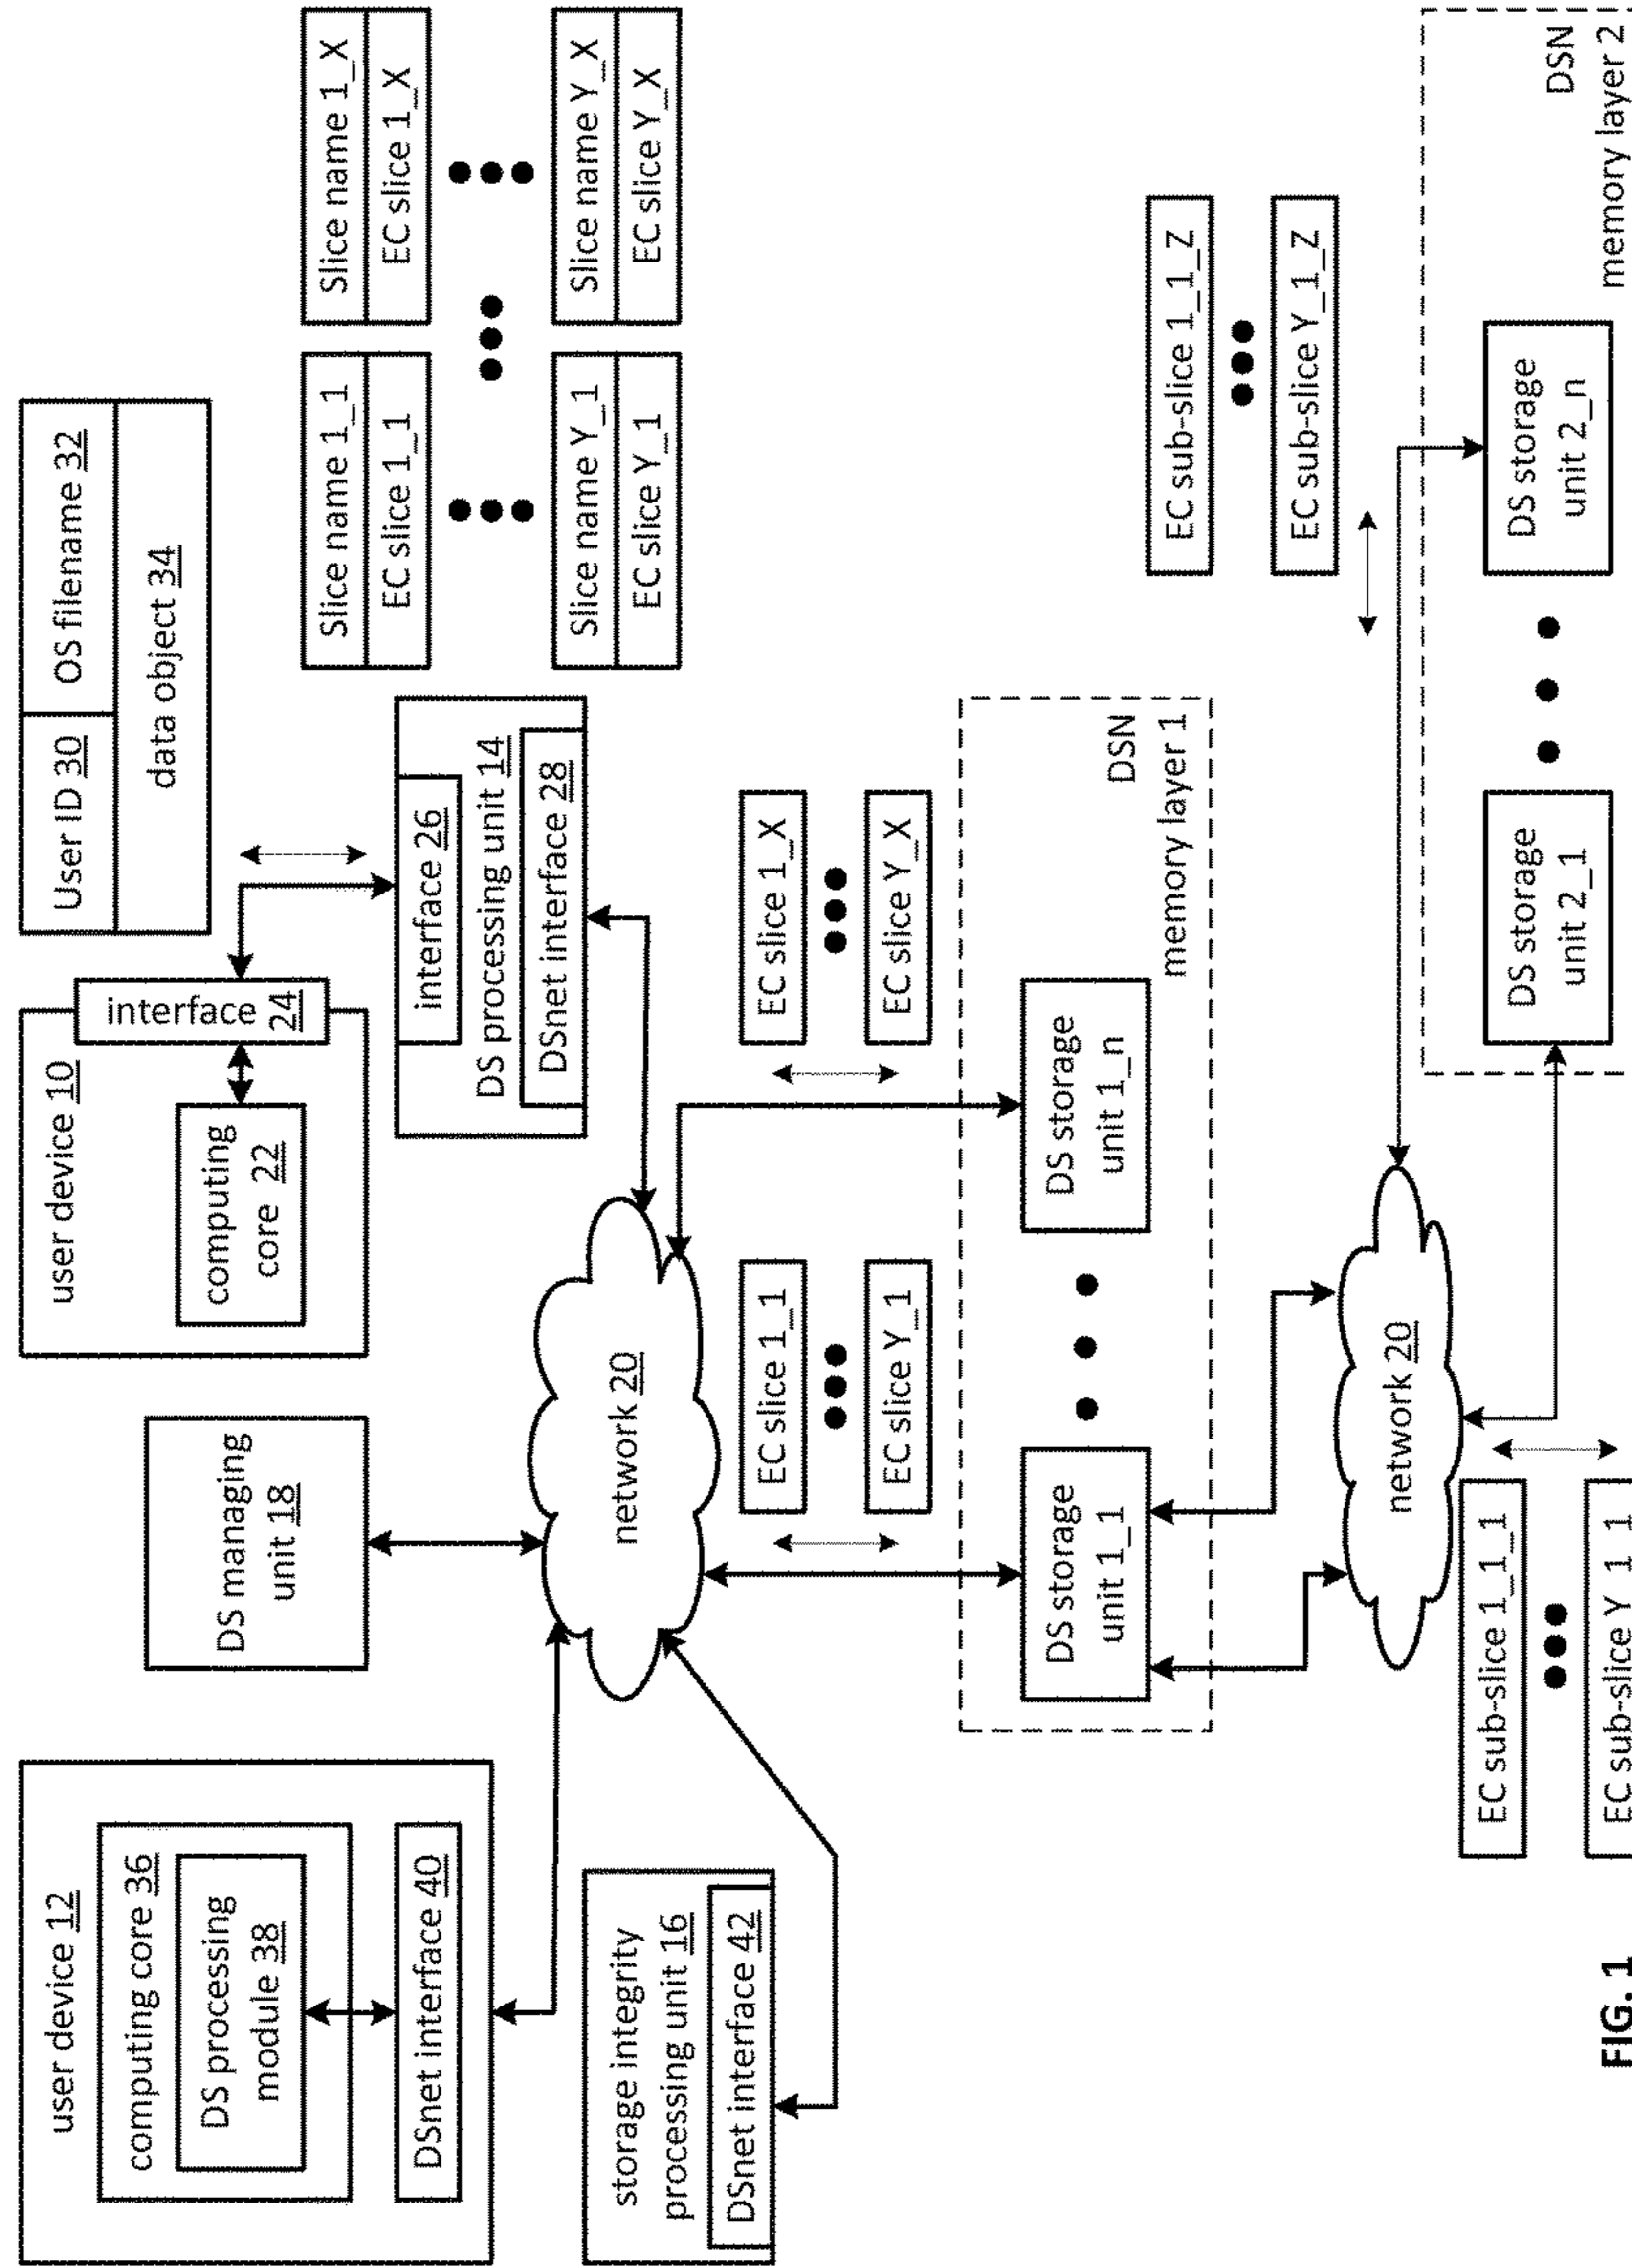 user device 12
computing core 36
DS processing
module 38
DSnet interface 40
DS managing
unit 18
user device 10
computing
core 22
interface 24
User ID 30
OS filename 32
data object 34
interface 26
DS processing unit 14
DSnet interface 28
Slice name 1_1
EC slice 1_1
Slice name 1_X
EC slice 1_X
Slice name Y_1
EC slice Y_1
Slice name Y_X
EC slice Y_X
storage integrity
processing unit 16
DSnet interface 42
network 20
EC slice 1_1
EC slice Y_1
EC slice 1_X
EC slice Y_X
DS storage
unit 1_1
DS storage
unit 1_n
DSN
memory layer 1
network 20
EC sub-slice 1_1_1
EC sub-slice Y_1_1
EC sub-slice 1_1_Z
EC sub-slice Y_1_Z
DS storage
unit 2_1
DS storage
unit 2_n
DSN
memory layer 2
FIG. 1